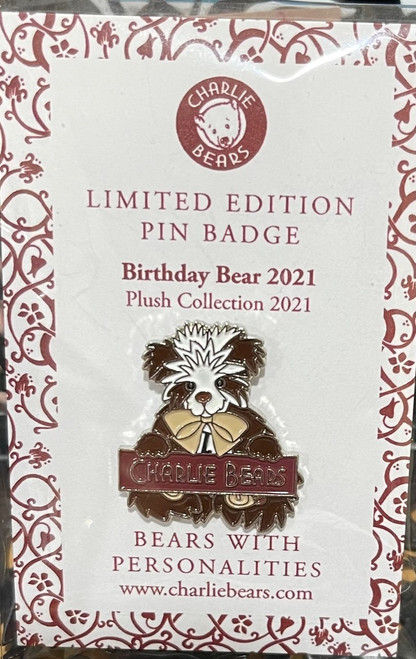 CHARLIE
BEARS
LIMITED EDITION
PIN BADGE
Birthday Bear 2021
Plush Collection 2021
CHARLIE BEARS
BEARS WITH
PERSONALITIES
www.charliebears.com